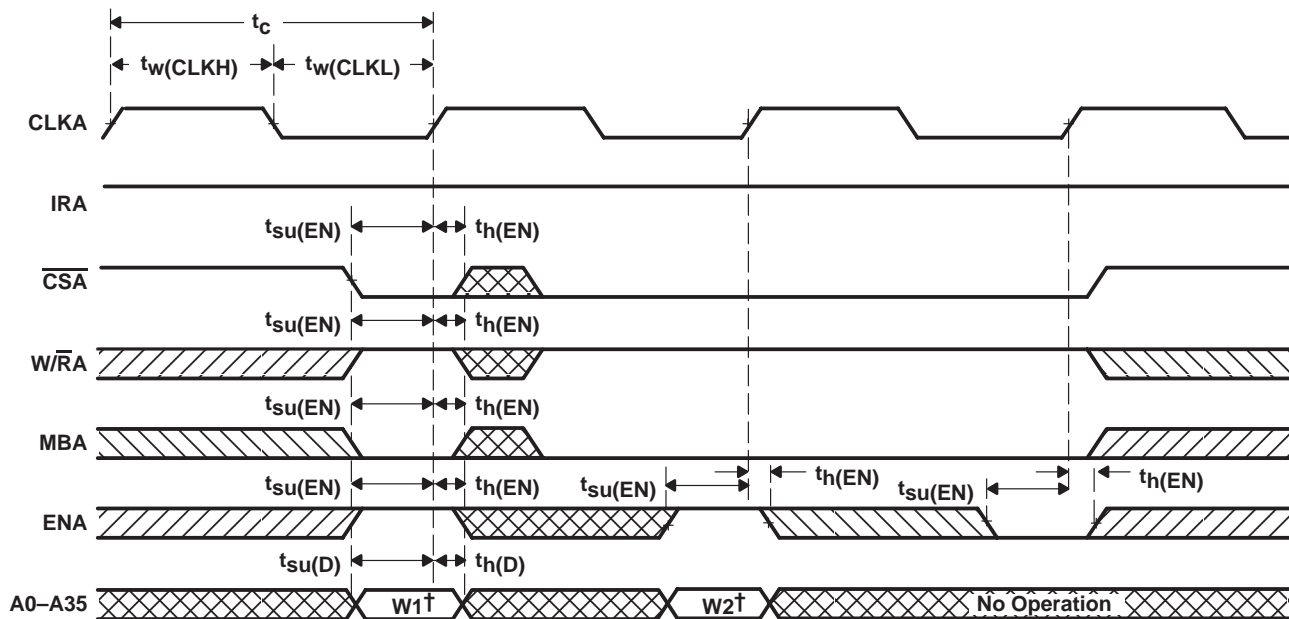 tc
tw(CLKH) tw(CLKL)
CLKA
IRA
tsu(EN) th(EN)
CSA
tsu(EN) th(EN)
W/RA
tsu(EN) th(EN)
MBA
tsu(EN) th(EN) tsu(EN) th(EN) tsu(EN) th(EN)
ENA
tsu(D) th(D)
A0–A35 W1† W2† No Operation